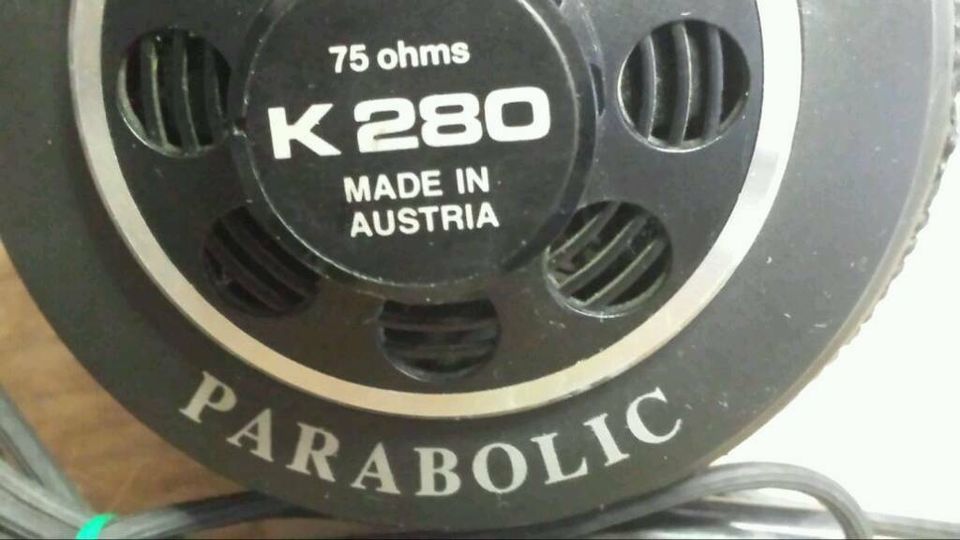 75 ohms
K 280
MADE IN
AUSTRIA
PARABOLIC